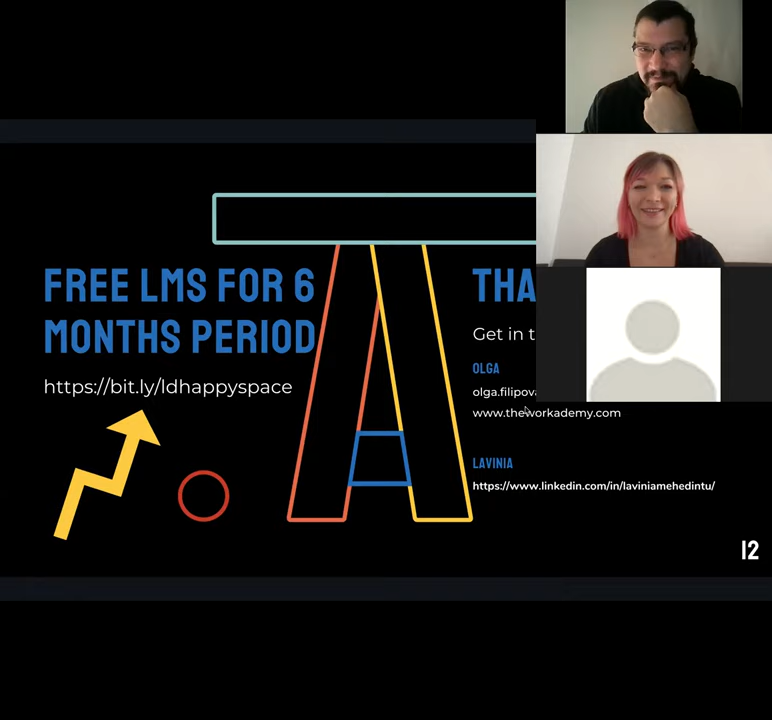 FREE LMS FOR 6
MONTHS PERIOD
https://bit.ly/ldhappyspace
THA
Get in t
OLGA
olga.filipova
www.theworkademy.com
LAVINIA
https://www.linkedin.com/in/laviniamehedintu/
12